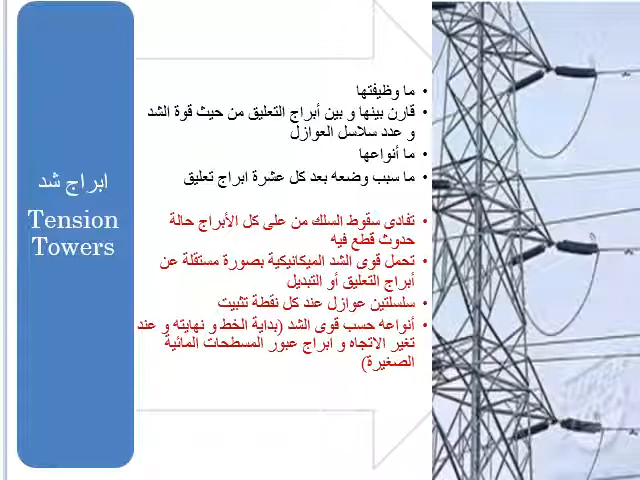 ابراج شد
Tension
Towers
• ما وظيفتها
• قارن بينها و بين أبراج التعليق من حيث قوة الشد
و عدد سلاسل العوازل
• ما أنواعها
• ما سبب وضعه بعد كل عشرة ابراج تعليق
• تفادى سقوط السلك من على كل الأبراج حالة
حدوث قطع فيه
• تحمل قوى الشد الميكانيكية بصورة مستقلة عن
أبراج التعليق أو التبديل
• سلسلتين عوازل عند كل نقطة تثبيت
• أنواعه حسب قوى الشد (بداية الخط و نهايته و عند
تغير الاتجاه و ابراج عبور المسطحات المائية
الصغيرة)